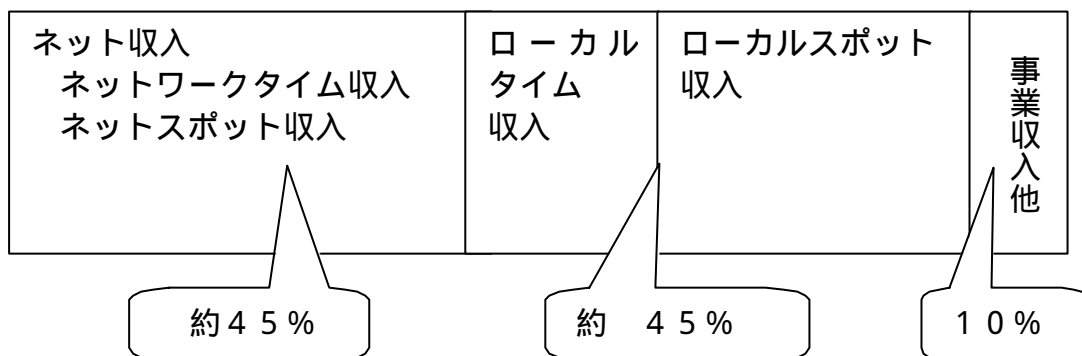 ネット収入
ネットワークタイム収入
ネットスポット収入
ローカル
タイム
収入
ローカルスポット
収入
事業収入他
約45%
約 45%
10%